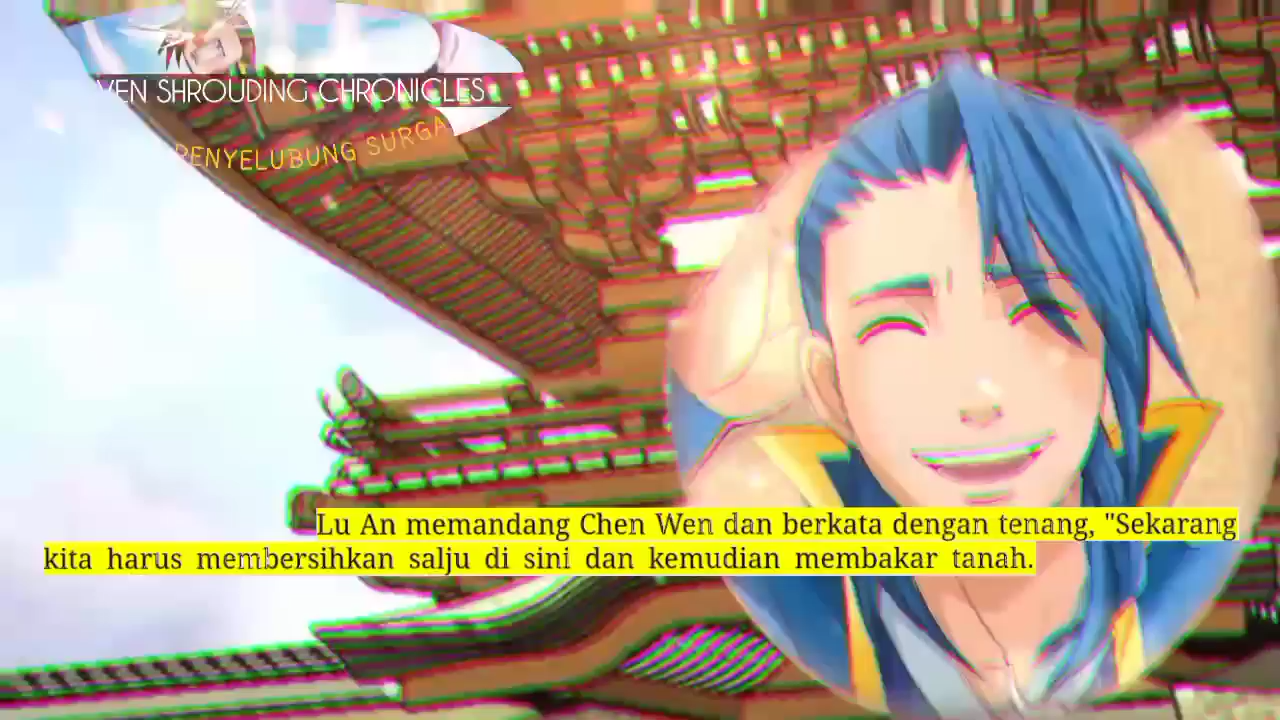 VEN SHROUDING CHRONICLES
PENYELUBUNG SURGA
Lu An memandang Chen Wen dan berkata dengan tenang, "Sekarang
kita harus membersihkan salju di sini dan kemudian membakar tanah.